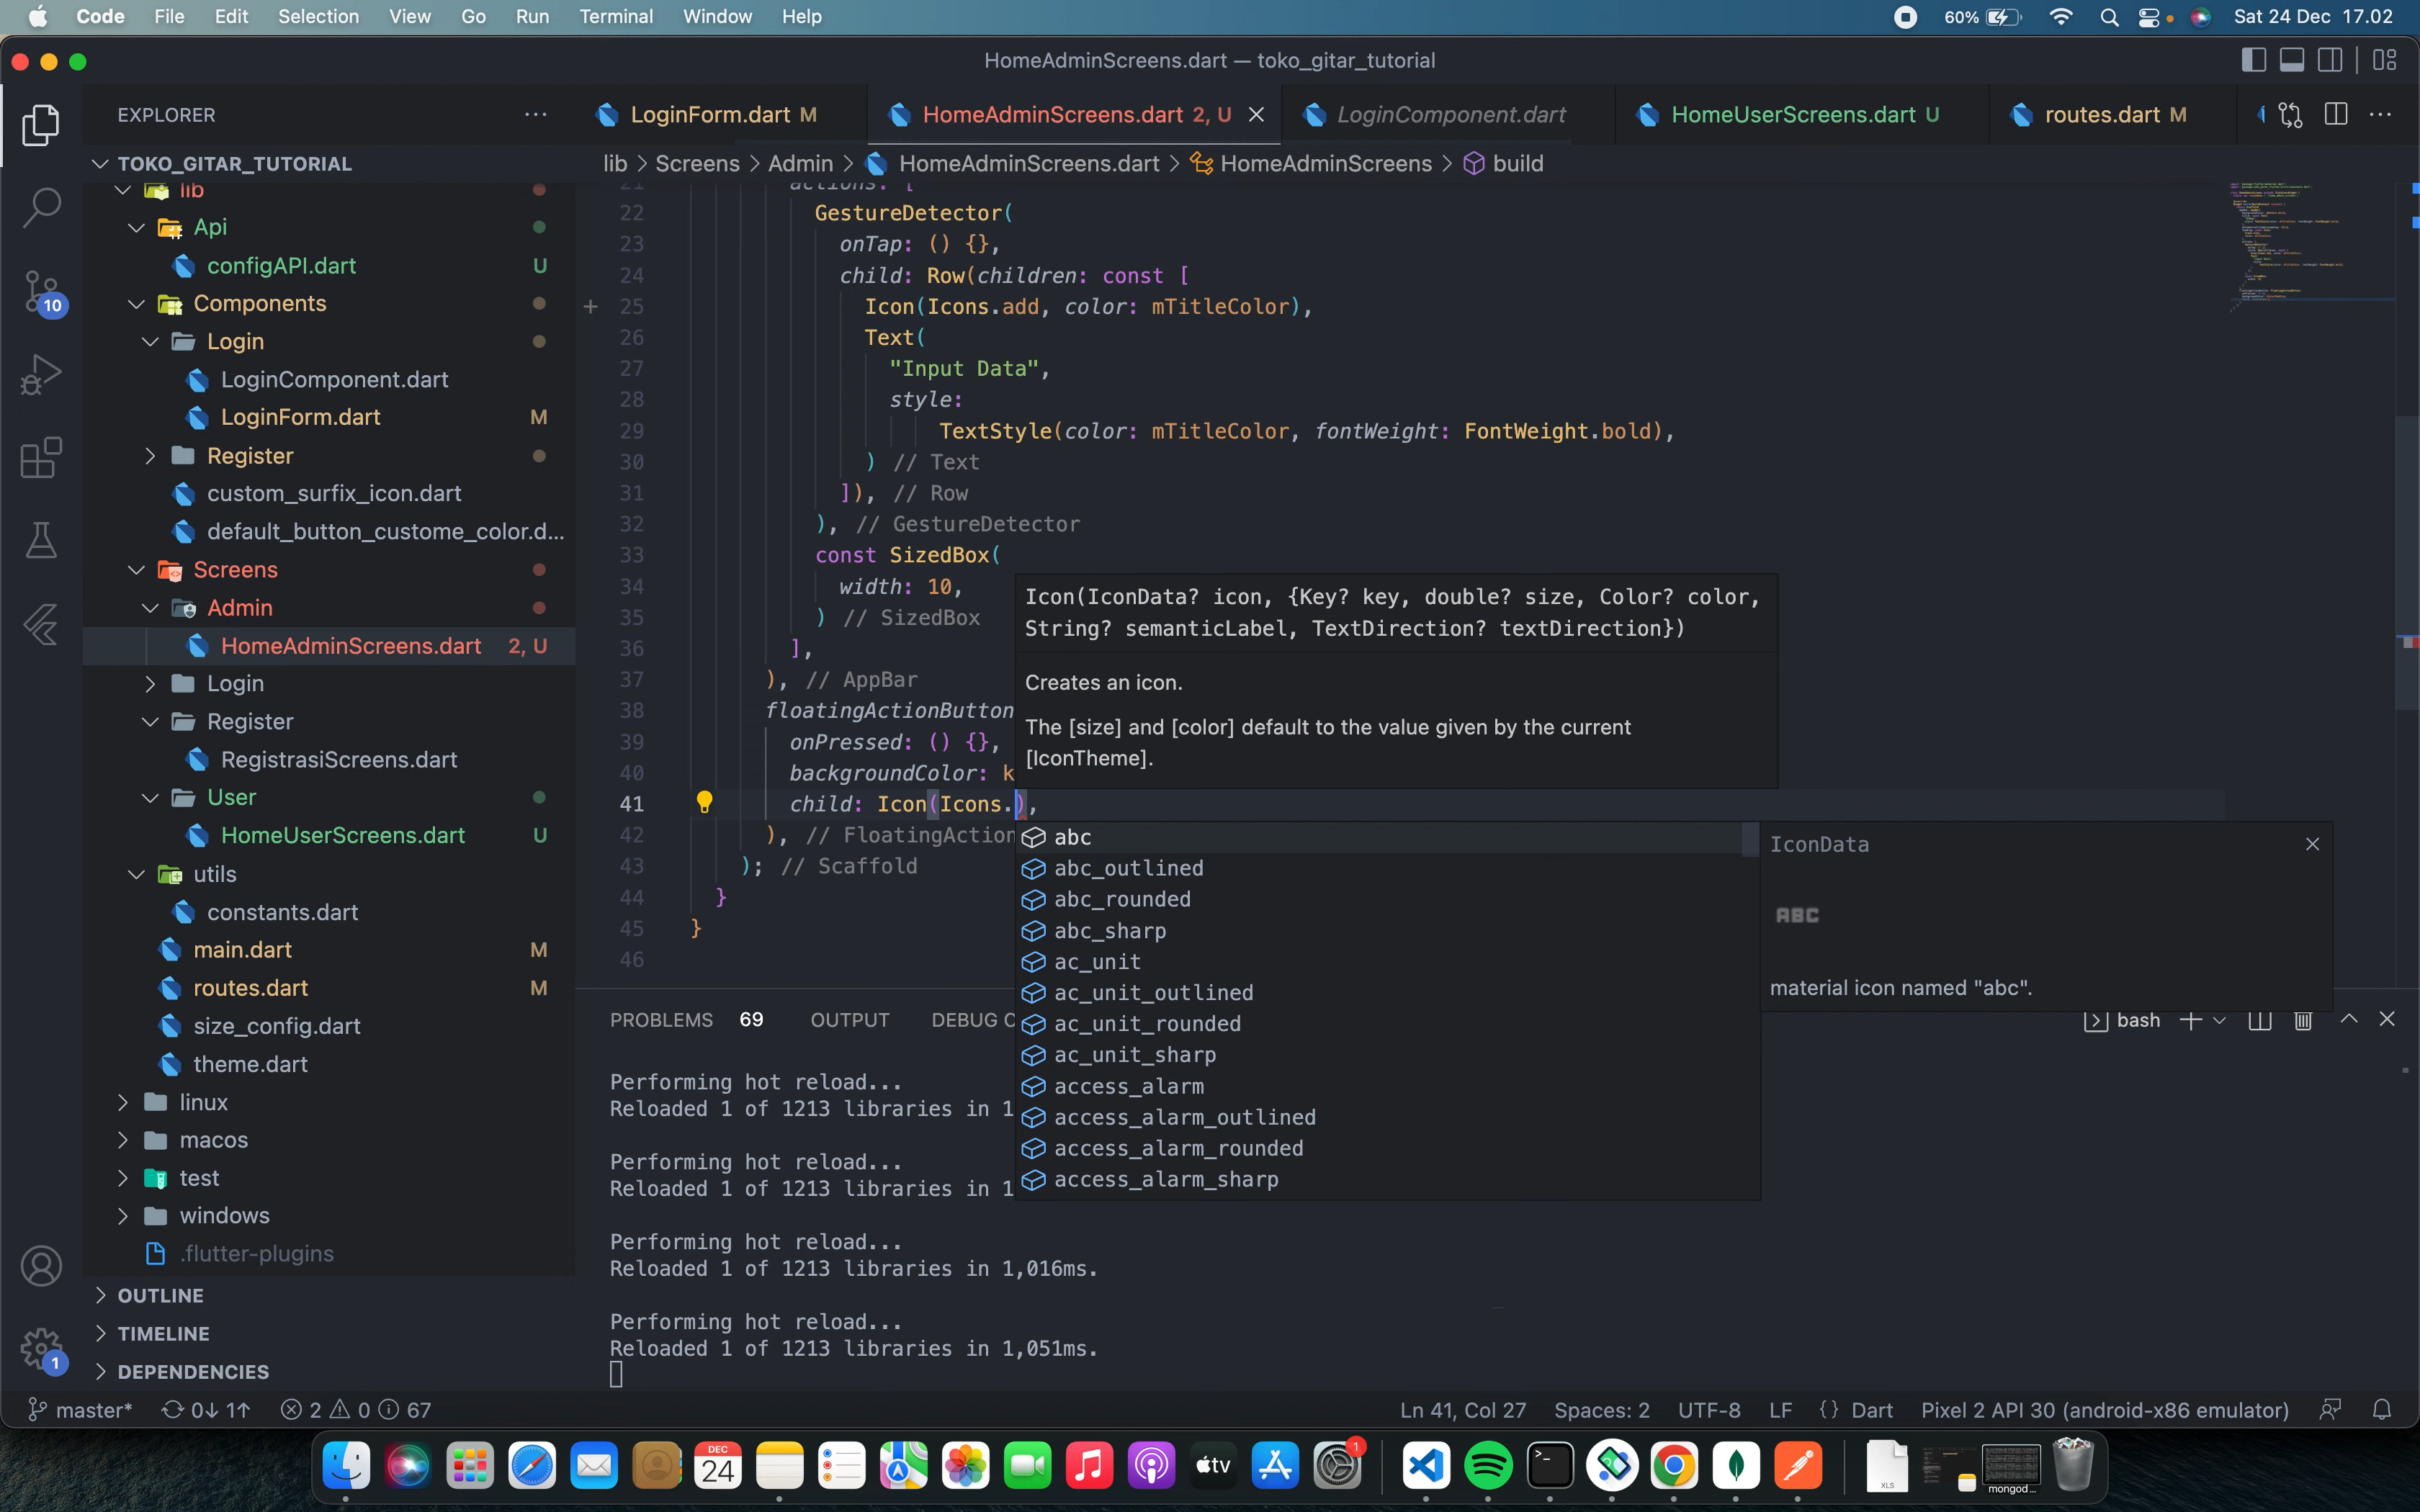 Code File Edit Selection View Go Run Terminal Window Help
60% Sat 24 Dec 17.02
HomeAdminScreens.dart — toko_gitar_tutorial
EXPLORER
LoginForm.dart M
HomeAdminScreens.dart 2, U
LoginComponent.dart
HomeUserScreens.dart U
routes.dart M
TOKO_GITAR_TUTORIAL
lib > Screens > Admin > HomeAdminScreens.dart > HomeAdminScreens > build
lib
Api
configAPI.dart U
Components
Login
LoginComponent.dart
LoginForm.dart M
Register
custom_surfix_icon.dart
default_button_custome_color.d...
Screens
Admin
HomeAdminScreens.dart 2, U
Login
Register
RegistrasiScreens.dart
User
HomeUserScreens.dart U
utils
constants.dart
main.dart M
routes.dart M
size_config.dart
theme.dart
linux
macos
test
windows
.flutter-plugins
OUTLINE
TIMELINE
DEPENDENCIES
10
1
21 actions: [
22 GestureDetector(
23 onTap: () {},
24 child: Row(children: const [
25 Icon(Icons.add, color: mTitleColor),
26 Text(
27 "Input Data",
28 style:
29 TextStyle(color: mTitleColor, fontWeight: FontWeight.bold),
30 ) // Text
31 ]), // Row
32 ), // GestureDetector
33 const SizedBox(
34 width: 10,
35 ) // SizedBox
36 ],
37 ), // AppBar
38 floatingActionButton
39 onPressed: () {},
40 backgroundColor: k
41 child: Icon(Icons.),
42 ), // FloatingAction
43 ); // Scaffold
44 }
45 }
46
Icon(IconData? icon, {Key? key, double? size, Color? color,
String? semanticLabel, TextDirection? textDirection})
Creates an icon.
The [size] and [color] default to the value given by the current
[IconTheme].
abc
abc_outlined
abc_rounded
abc_sharp
ac_unit
ac_unit_outlined
ac_unit_rounded
ac_unit_sharp
access_alarm
access_alarm_outlined
access_alarm_rounded
access_alarm_sharp
IconData
ABC
material icon named "abc".
PROBLEMS 69 OUTPUT DEBUG C
bash
Performing hot reload...
Reloaded 1 of 1213 libraries in 1
Performing hot reload...
Reloaded 1 of 1213 libraries in 1
Performing hot reload...
Reloaded 1 of 1213 libraries in 1,016ms.
Performing hot reload...
Reloaded 1 of 1213 libraries in 1,051ms.
master* 0↓ 1↑ 2 0 67
Ln 41, Col 27 Spaces: 2 UTF-8 LF {} Dart Pixel 2 API 30 (android-x86 emulator)
DEC
24
tv
1
XLS
mongod...